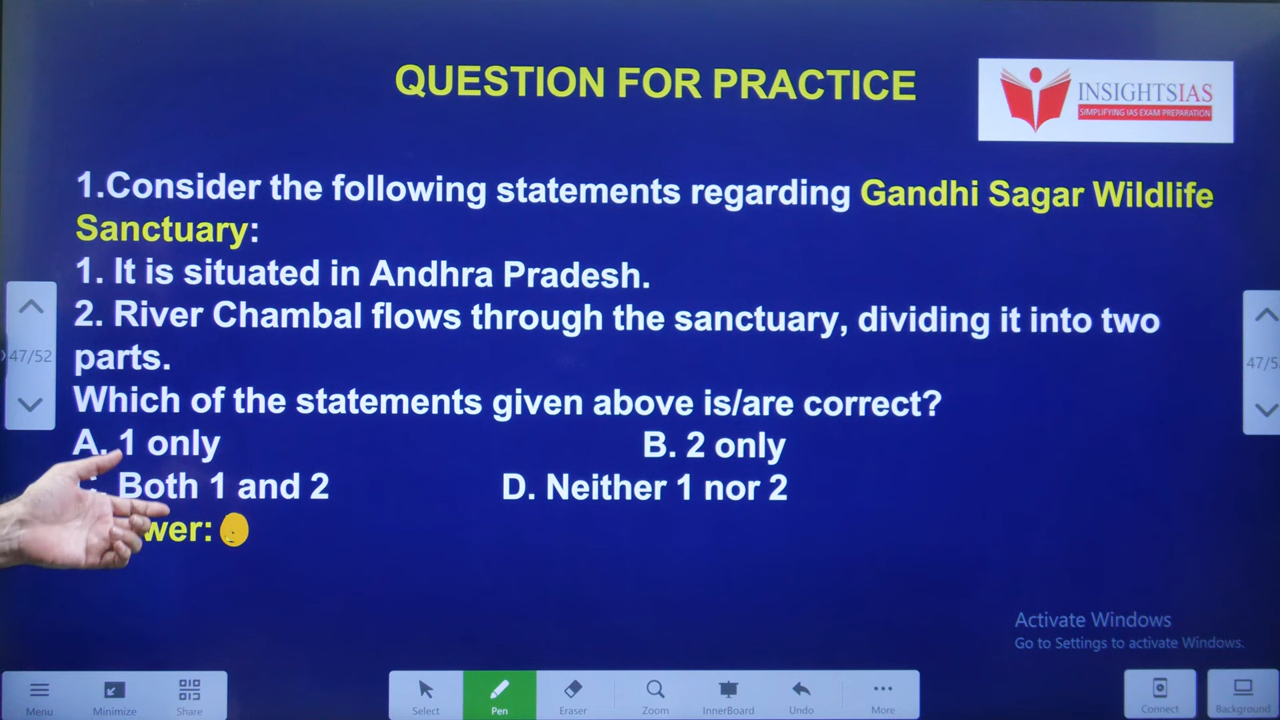 QUESTION FOR PRACTICE
INSIGHTSIAS
SIMPLIFYING IAS EXAM PREPARATION
1.Consider the following statements regarding Gandhi Sagar Wildlife
Sanctuary:
1. It is situated in Andhra Pradesh.
2. River Chambal flows through the sanctuary, dividing it into two
parts.
Which of the statements given above is/are correct?
A. 1 only B. 2 only
Both 1 and 2 D. Neither 1 nor 2
wer:
47/52
47/5
Activate Windows
Go to Settings to activate Windows.
Menu Minimize Share Select Pen Eraser Zoom InnerBoard Undo More Connect Background